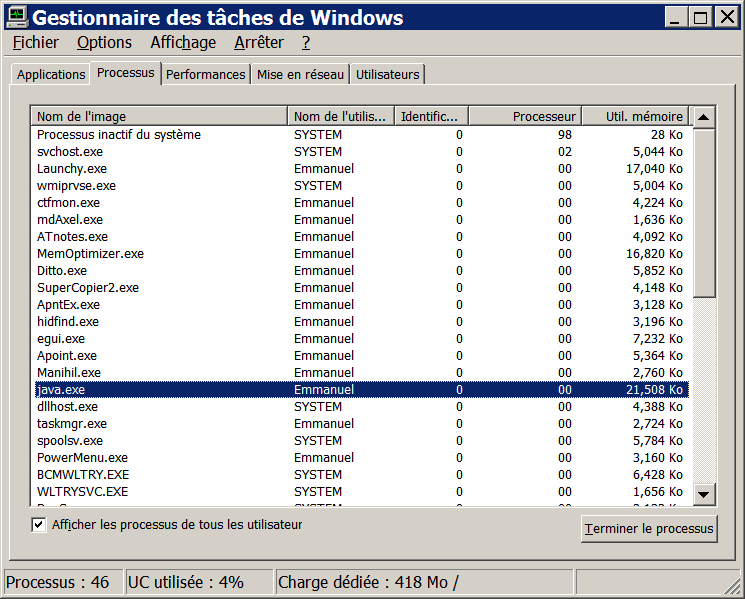 Gestionnaire des tâches de Windows
Fichier Options Affichage Arrêter ?
Applications Processus Performances Mise en réseau Utilisateurs
Nom de l'image Nom de l'utilis... Identific... Processeur Util. mémoire
Processus inactif du système SYSTEM 0 98 28 Ko
svchost.exe SYSTEM 0 02 5,044 Ko
Launchy.exe Emmanuel 0 00 17,040 Ko
wmiprvse.exe SYSTEM 0 00 5,004 Ko
ctfmon.exe Emmanuel 0 00 4,224 Ko
mdAxel.exe Emmanuel 0 00 1,636 Ko
ATnotes.exe Emmanuel 0 00 4,092 Ko
MemOptimizer.exe Emmanuel 0 00 16,820 Ko
Ditto.exe Emmanuel 0 00 5,852 Ko
SuperCopier2.exe Emmanuel 0 00 4,148 Ko
ApntEx.exe Emmanuel 0 00 3,128 Ko
hidfind.exe Emmanuel 0 00 3,196 Ko
egui.exe Emmanuel 0 00 7,232 Ko
Apoint.exe Emmanuel 0 00 5,364 Ko
Manihil.exe Emmanuel 0 00 2,760 Ko
java.exe Emmanuel 0 00 21,508 Ko
dllhost.exe SYSTEM 0 00 4,388 Ko
taskmgr.exe Emmanuel 0 00 2,724 Ko
spoolsv.exe SYSTEM 0 00 5,784 Ko
PowerMenu.exe Emmanuel 0 00 3,160 Ko
BCMWLTRY.EXE SYSTEM 0 00 6,428 Ko
WLTRYSVC.EXE SYSTEM 0 00 1,656 Ko
Afficher les processus de tous les utilisateur
Terminer le processus
Processus : 46 UC utilisée : 4% Charge dédiée : 418 Mo /